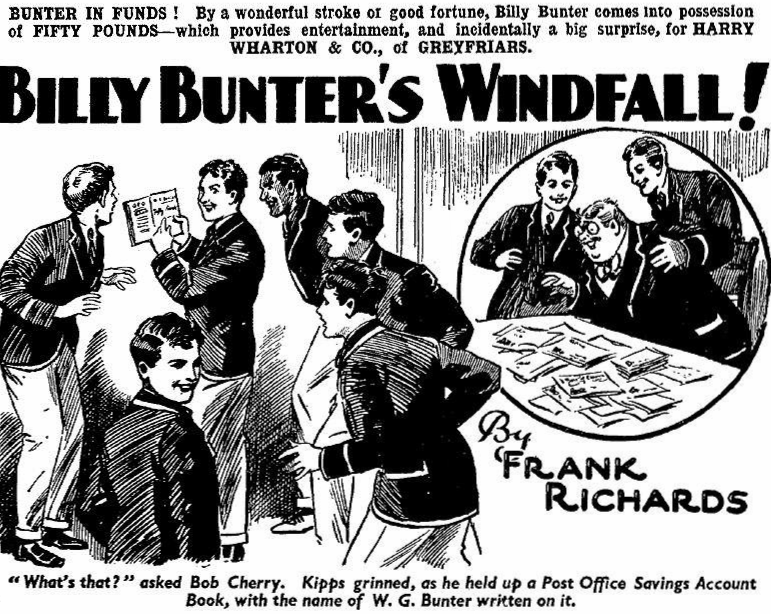 BUNTER IN FUNDS ! By a wonderful stroke of good fortune, Billy Bunter comes into possession
of FIFTY POUNDS—which provides entertainment, and incidentally a big surprise, for HARRY
WHARTON & CO., of GREYFRIARS.
BILLY BUNTER'S WINDFALL!
By
FRANK
RICHARDS
"What's that?" asked Bob Cherry. Kipps grinned, as he held up a Post Office Savings Account
Book, with the name of W. G. Bunter written on it.